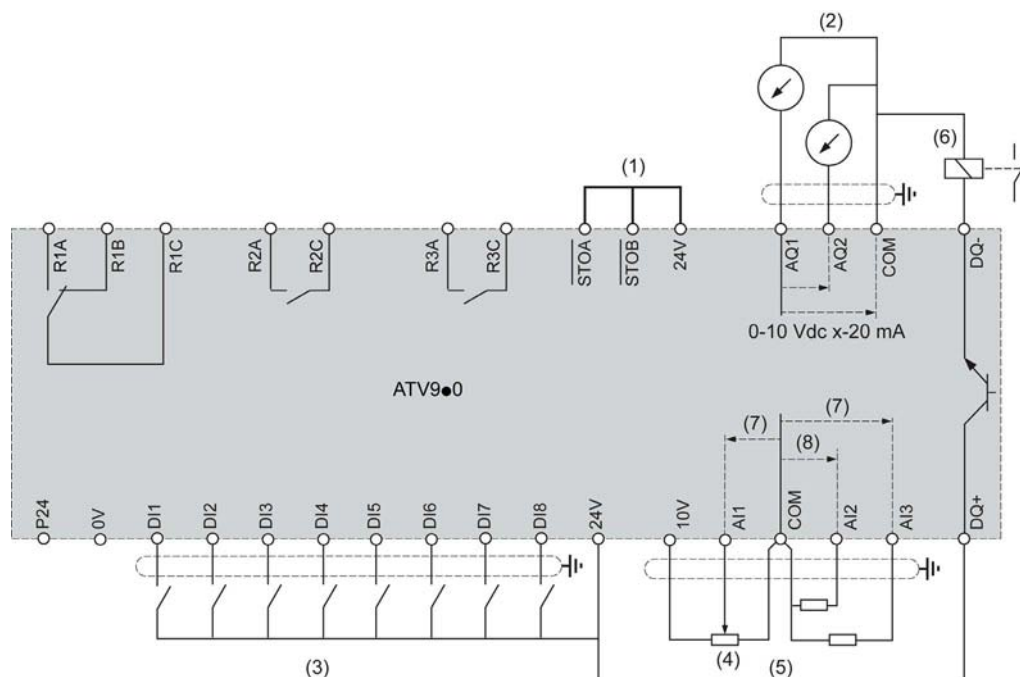 (2)
(6)
(1)
R1A
R1B
R1C
R2A
R2C
R3A
R3C
STOA
STOB
24V
AQ1
AQ2
COM
DQ-
0-10 Vdc x-20 mA
ATV9●0
(7)
(7)
(8)
P24
0V
DI1
DI2
DI3
DI4
DI5
DI6
DI7
DI8
24V
10V
AI1
COM
AI2
AI3
DQ+
(3)
(4)
(5)